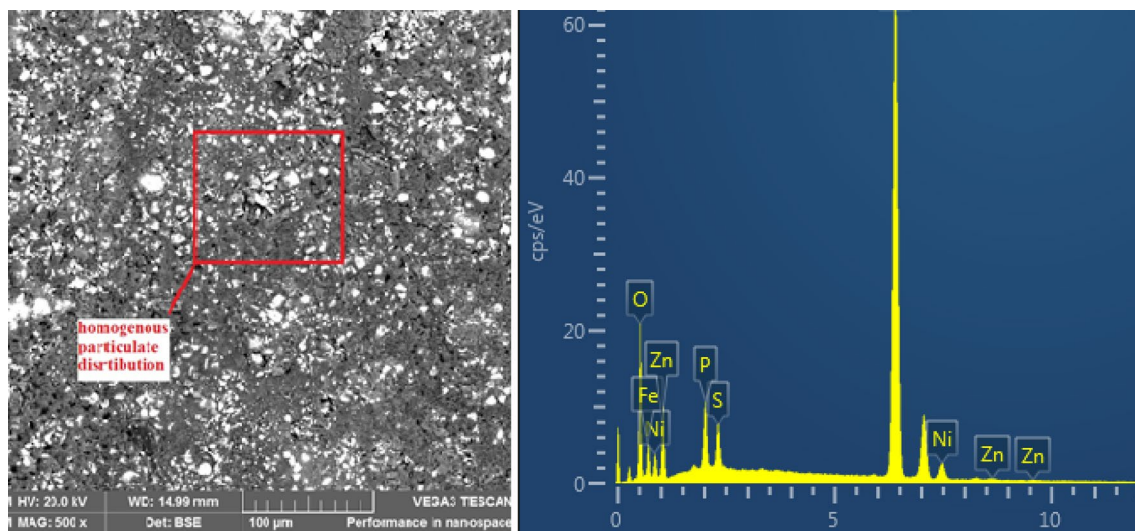 homogenous
particulate
disrtibution
HV: 20.0 kV WD: 14.99 mm VEGA3 TESCAN
MAG: 500 x Det: BSE 100 µm Performance in nanospace
60
40
20
0
cps/eV
O
Zn
Fe
Ni
P
S
Ni
Zn
Zn
0 5 10